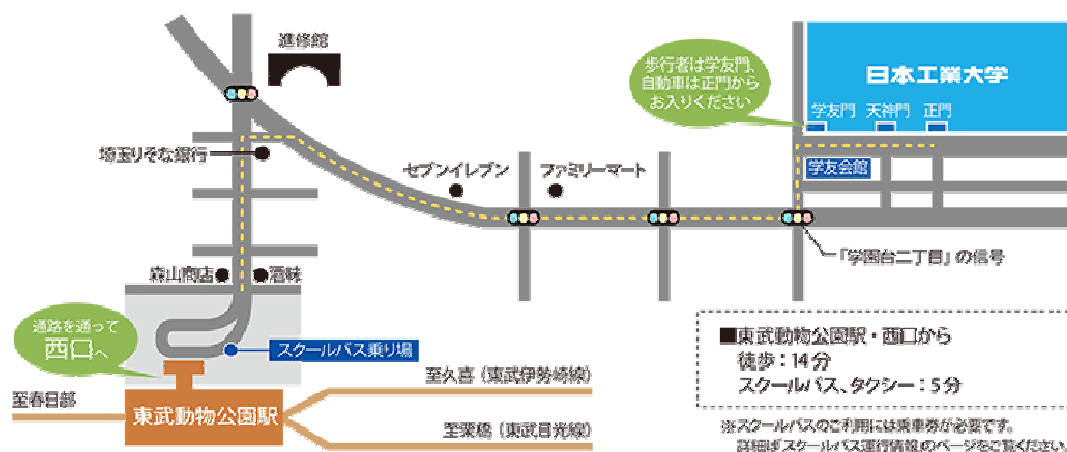 進修館
歩行者は学友門、
自動車は正門から
お入りください
日本工業大学
学友門 天神門 正門
埼玉りそな銀行
セブンイレブン
ファミリーマート
学友会館
「学園台二丁目」の信号
森山商店
酒味
通路を通って
西口へ
スクールバス乗り場
■東武動物公園駅・西口から
徒歩：14分
スクールバス、タクシー：5分
至久喜（東武伊勢崎線）
至春日部
東武動物公園駅
至栗橋（東武日光線）
※スクールバスのご利用には乗車券が必要です。
詳細は「スクールバス運行情報」のページをご覧ください。